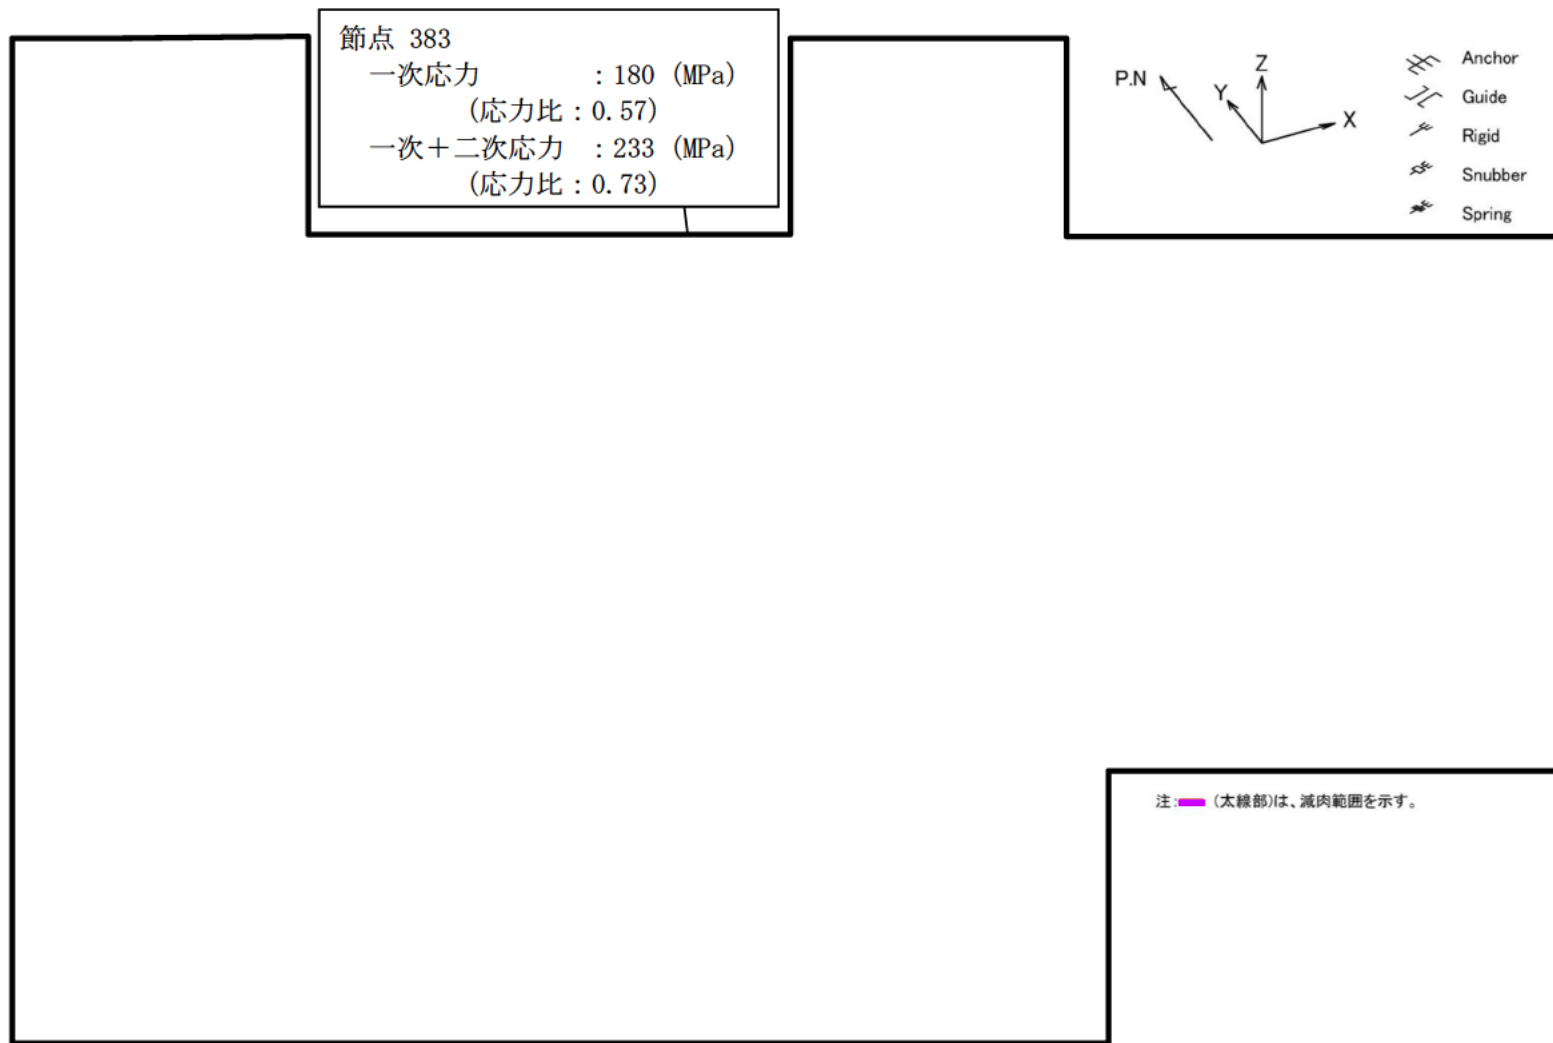 節点 383
一次応力 : 180 (MPa)
(応力比:0.57)
一次+二次応力 : 233 (MPa)
(応力比:0.73)
P.N
Y
Z
X
Anchor
Guide
Rigid
Snubber
Spring
注: (太線部)は、減肉範囲を示す。